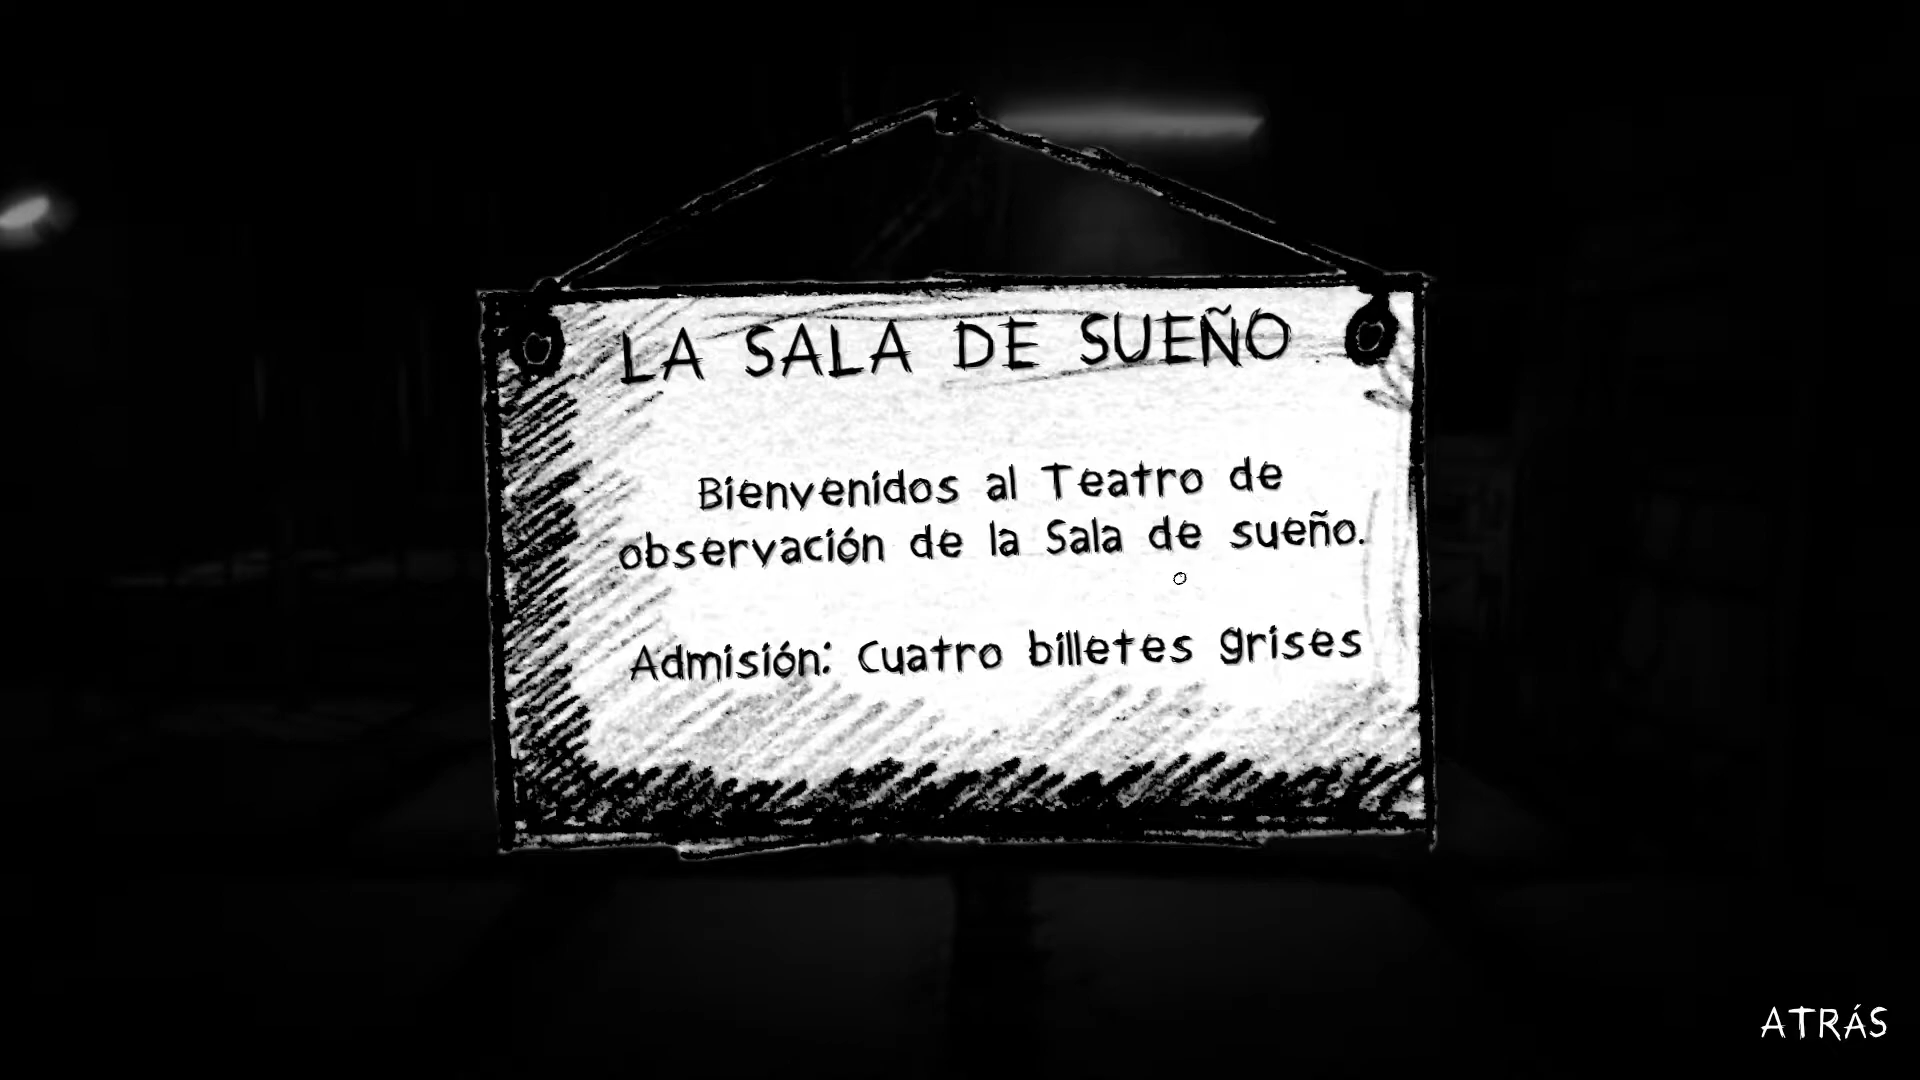 LA SALA DE SUEÑO
Bienvenidos al Teatro de
observación de la Sala de sueño.
Admisión: Cuatro billetes grises
ATRÁS